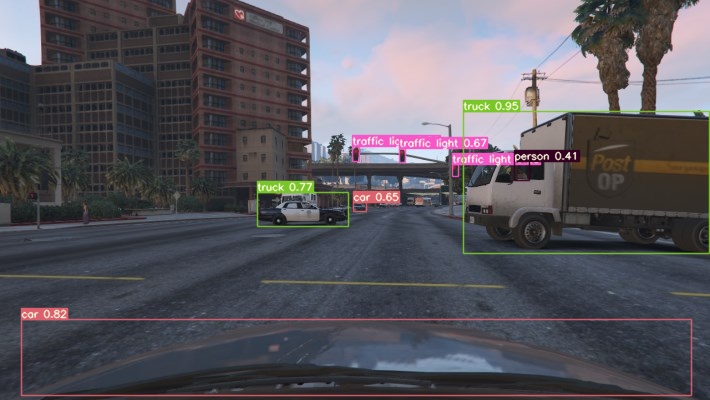 truck 0.95
traffic lig
traffic light 0.67
traffic light
person 0.41
Post
OP
truck 0.77
car 0.65
car 0.82